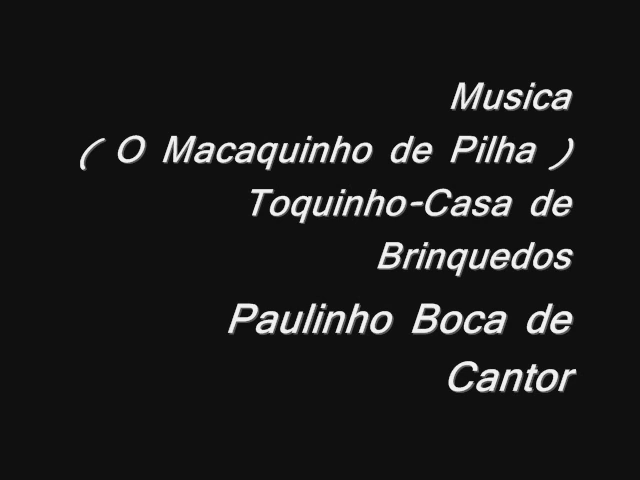 Musica
( O Macaquinho de Pilha )
Toquinho-Casa de
Brinquedos
Paulinho Boca de
Cantor